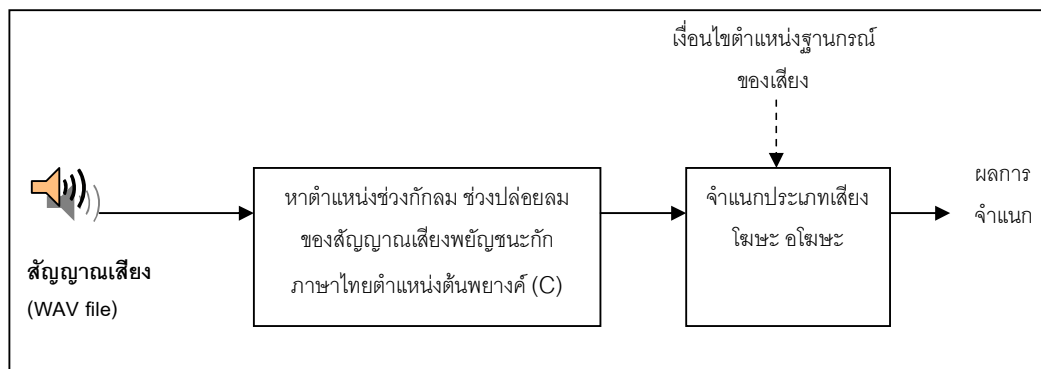 เงื่อนไขตำแหน่งฐานกรณ์
ของเสียง
สัญญาณเสียง
(WAV file)
หาตำแหน่งช่วงกักลม ช่วงปล่อยลม
ของสัญญาณเสียงพยัญชนะกัก
ภาษาไทยตำแหน่งต้นพยางค์ (C)
จำแนกประเภทเสียง
โฆษะ อโฆษะ
ผลการ
จำแนก